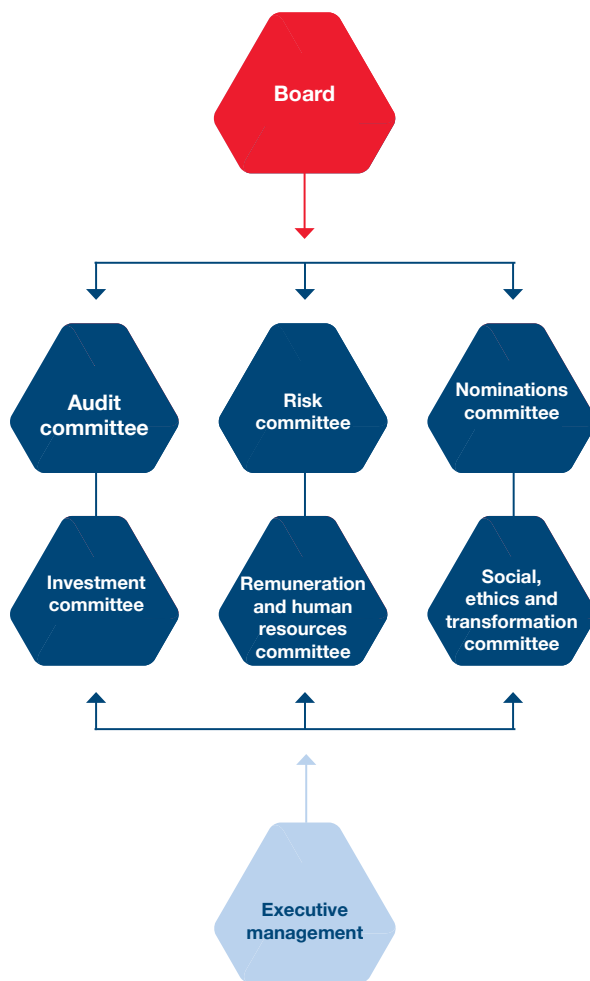 Board
Audit
committee
Risk
committee
Nominations
committee
Investment
committee
Remuneration
and human
resources
committee
Social,
ethics and
transformation
committee
Executive
management